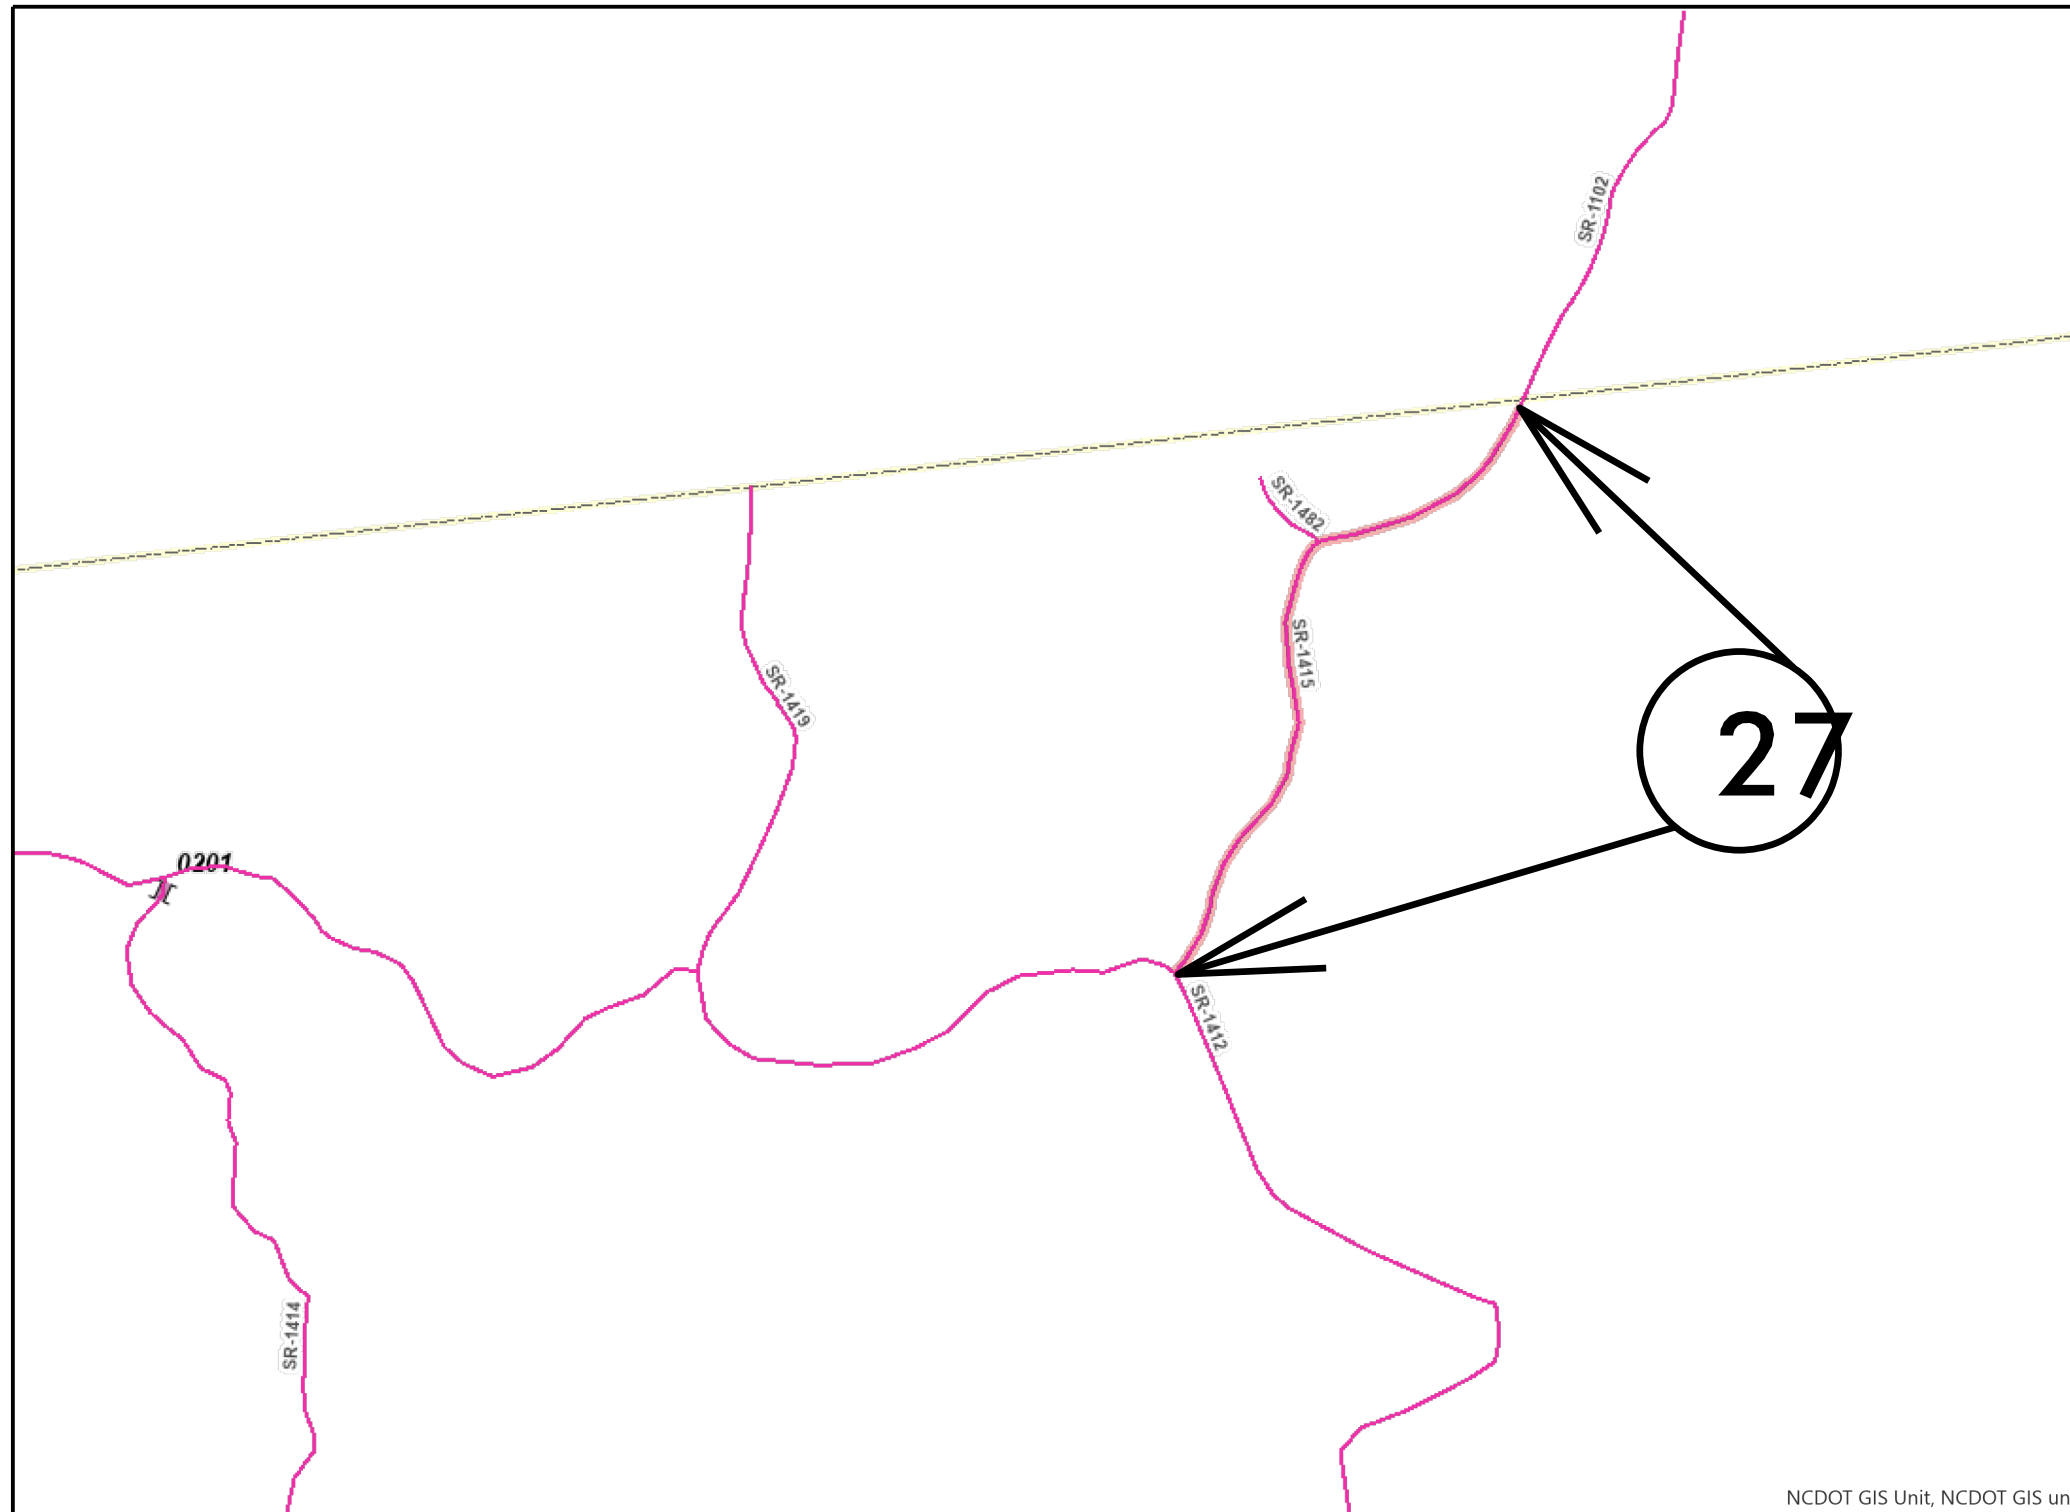 SR-1102
SR-1482
SR-1415
SR-1419
27
0201
SR-1412
SR-1414
NCDOT GIS Unit, NCDOT GIS un